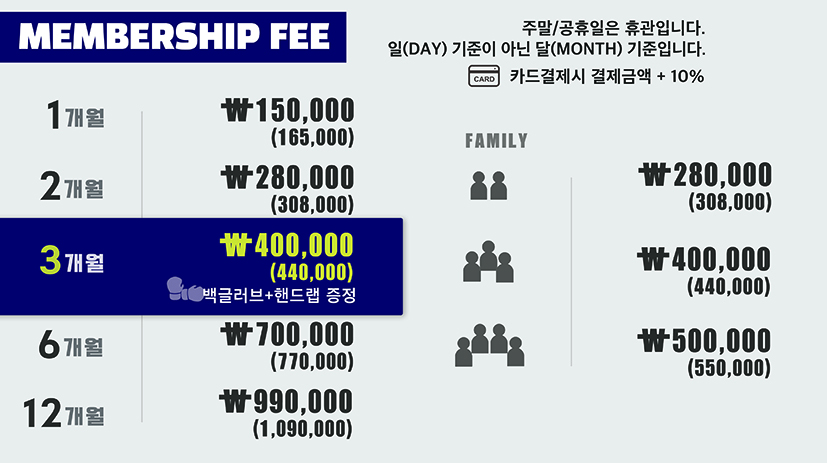 MEMBERSHIP FEE
주말/공휴일은 휴관입니다.
일(DAY) 기준이 아닌 달(MONTH) 기준입니다.
CARD 카드결제시 결제금액 + 10%
1개월
₩150,000
(165,000)
2개월
₩280,000
(308,000)
3개월
₩400,000
(440,000)
백글러브+핸드랩 증정
6개월
₩700,000
(770,000)
12개월
₩990,000
(1,090,000)
FAMILY
₩280,000
(308,000)
₩400,000
(440,000)
₩500,000
(550,000)